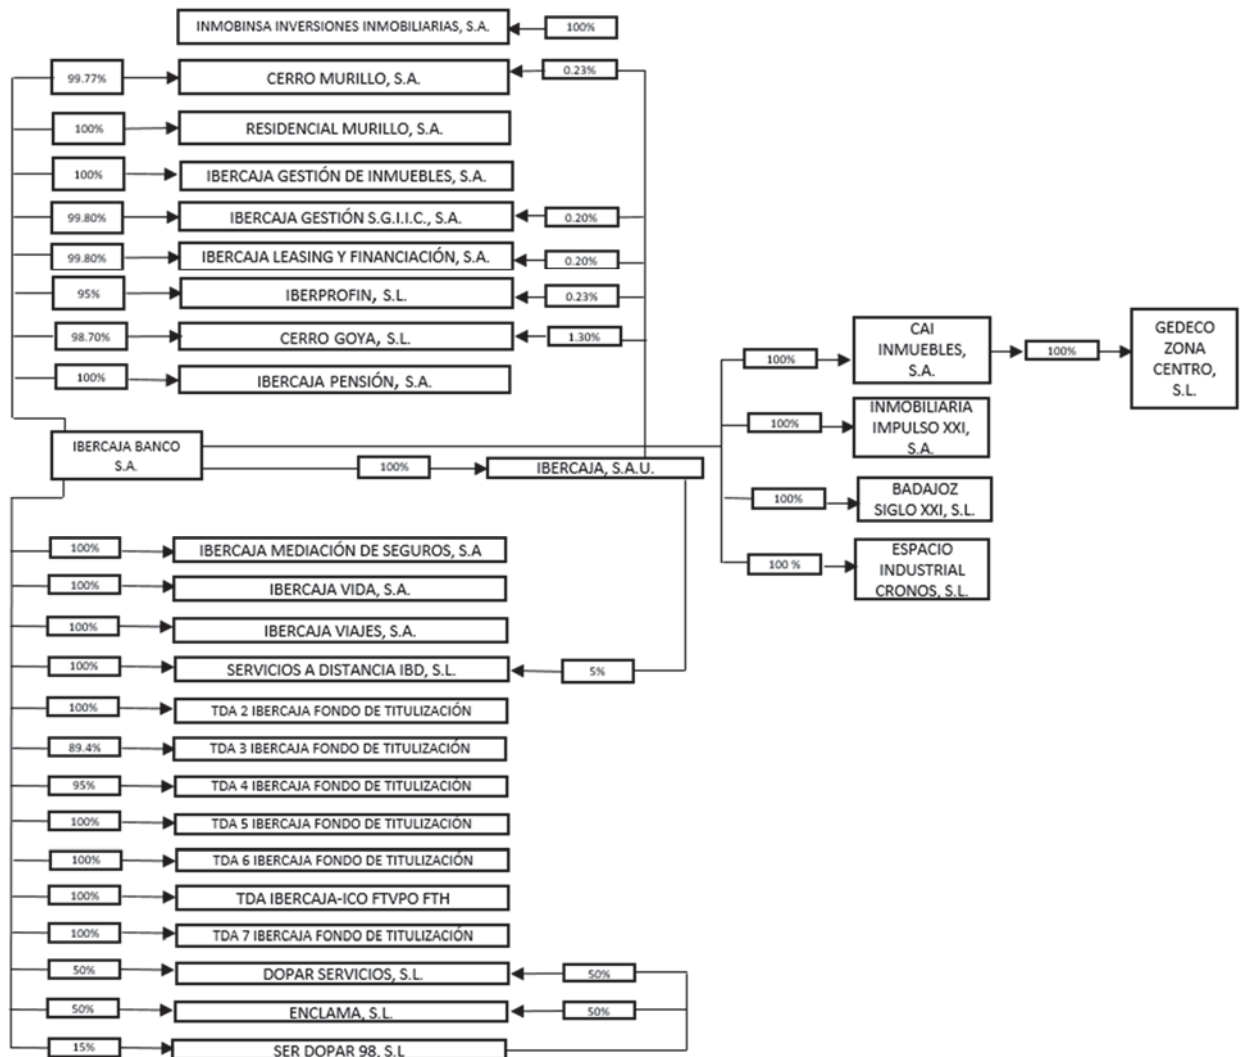 INMOBINSA INVERSIONES INMOBILIARIAS, S.A.
100%
99.77%
CERRO MURILLO, S.A.
0.23%
100%
RESIDENCIAL MURILLO, S.A.
100%
IBERCAJA GESTIÓN DE INMUEBLES, S.A.
99.80%
IBERCAJA GESTIÓN S.G.I.I.C., S.A.
0.20%
99.80%
IBERCAJA LEASING Y FINANCIACIÓN, S.A.
0.20%
95%
IBERPROFIN, S.L.
0.23%
98.70%
CERRO GOYA, S.L.
1.30%
100%
IBERCAJA PENSIÓN, S.A.
IBERCAJA BANCO
S.A.
100%
IBERCAJA, S.A.U.
100%
CAI
INMUEBLES,
S.A.
100%
GEDECO
ZONA
CENTRO,
S.L.
100%
INMOBILIARIA
IMPULSO XXI,
S.A.
100%
BADAJOZ
SIGLO XXI, S.L.
100 %
ESPACIO
INDUSTRIAL
CRONOS, S.L.
100%
IBERCAJA MEDIACIÓN DE SEGUROS, S.A
100%
IBERCAJA VIDA, S.A.
100%
IBERCAJA VIAJES, S.A.
100%
SERVICIOS A DISTANCIA IBD, S.L.
5%
100%
TDA 2 IBERCAJA FONDO DE TITULIZACIÓN
89.4%
TDA 3 IBERCAJA FONDO DE TITULIZACIÓN
95%
TDA 4 IBERCAJA FONDO DE TITULIZACIÓN
100%
TDA 5 IBERCAJA FONDO DE TITULIZACIÓN
100%
TDA 6 IBERCAJA FONDO DE TITULIZACIÓN
100%
TDA IBERCAJA-ICO FTVPO FTH
100%
TDA 7 IBERCAJA FONDO DE TITULIZACIÓN
50%
DOPAR SERVICIOS, S.L.
50%
50%
ENCLAMA, S.L.
50%
15%
SER DOPAR 98, S.L